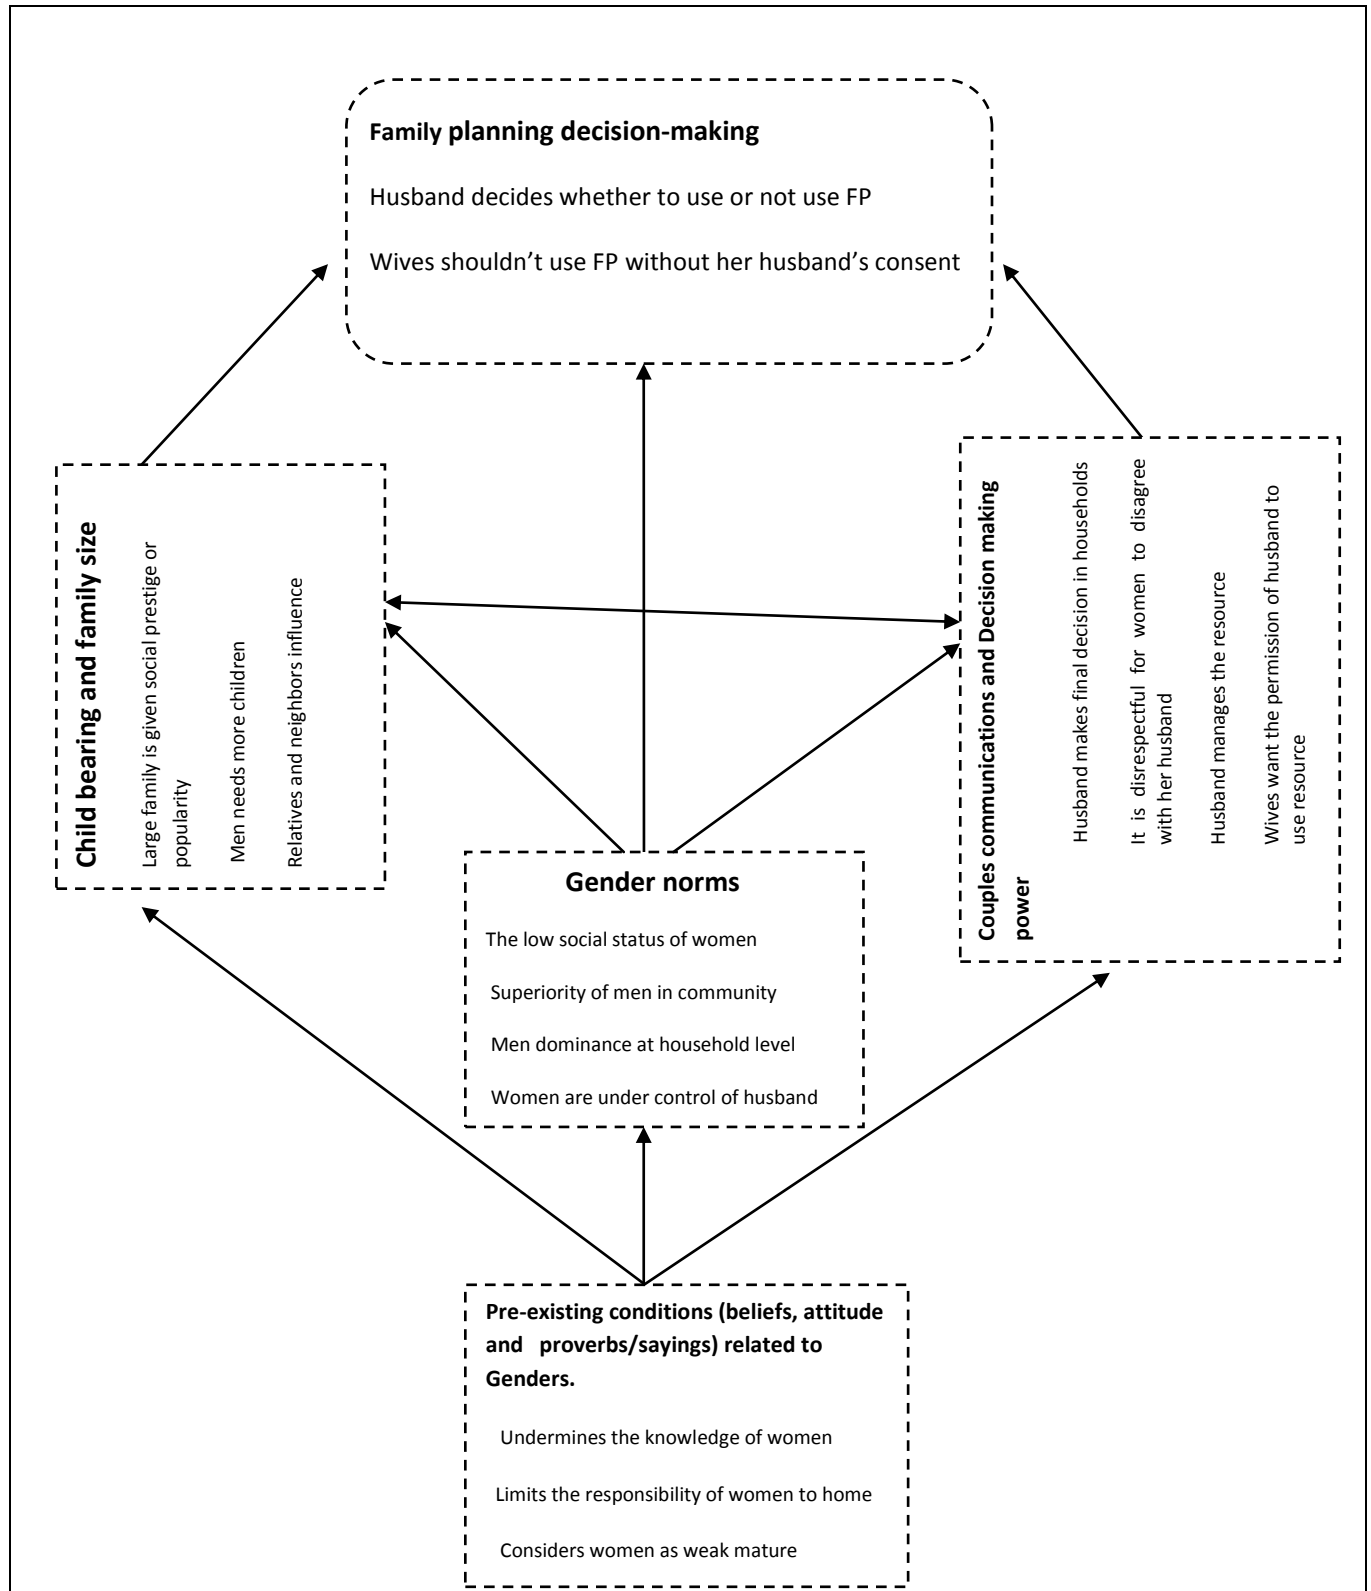 Family planning decision-making
Husband decides whether to use or not use FP
Wives shouldn’t use FP without her husband’s consent
Child bearing and family size
Large family is given social prestige or
popularity
Men needs more children
Relatives and neighbors influence
Couples communications and Decision making
power
Husband makes final decision in households
It is disrespectful for women to disagree
with her husband
Husband manages the resource
Wives want the permission of husband to
use resource
Gender norms
The low social status of women
Superiority of men in community
Men dominance at household level
Women are under control of husband
Pre-existing conditions (beliefs, attitude
and proverbs/sayings) related to
Genders.
Undermines the knowledge of women
Limits the responsibility of women to home
Considers women as weak mature